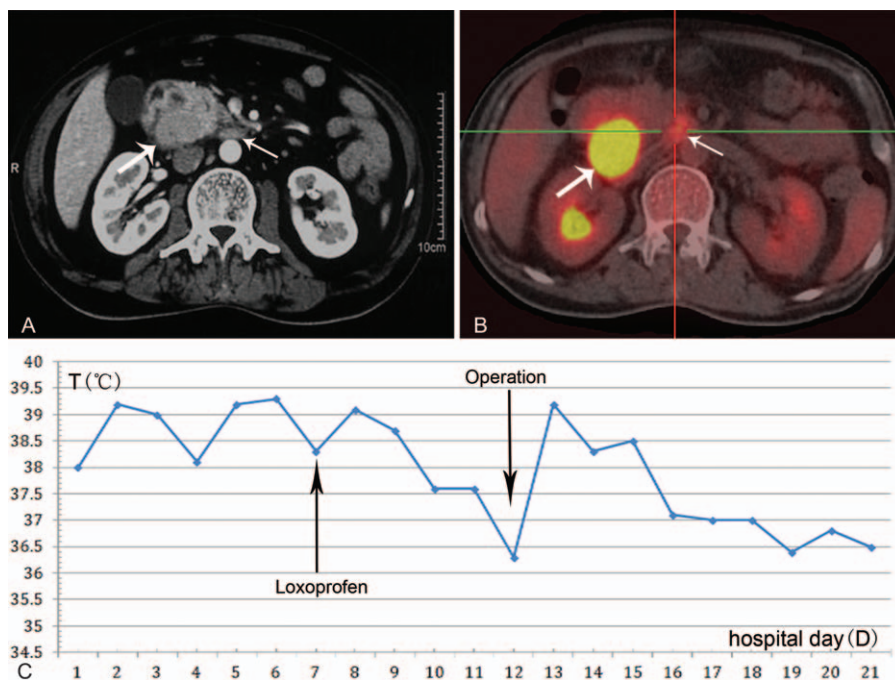 R
10cm
A
B
T(℃)
40
39.5
39
38.5
38
37.5
37
36.5
36
35.5
35
34.5
Operation
Loxoprofen
hospital day(D)
C
1 2 3 4 5 6 7 8 9 10 11 12 13 14 15 16 17 18 19 20 21